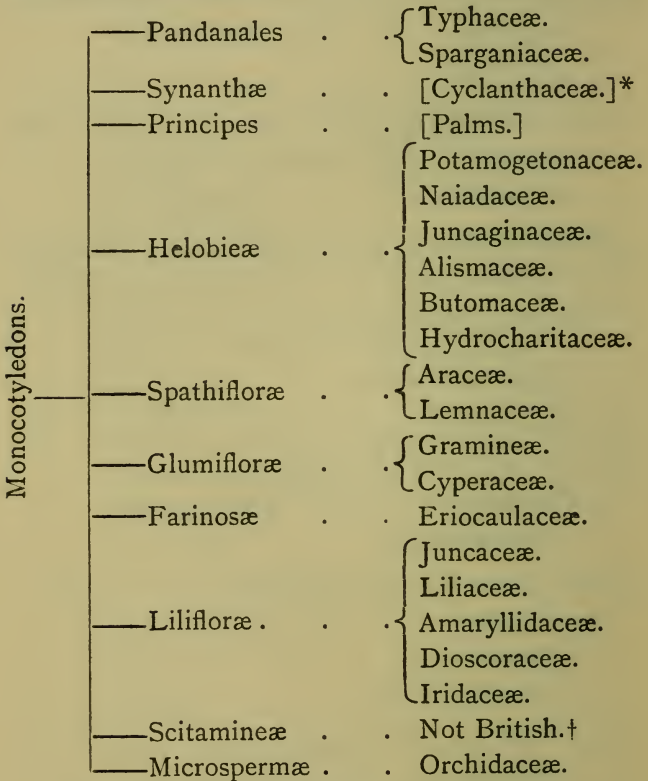 Monocotyledons.
Pandanales . . Typhaceæ.
Sparganiaceæ.
Synanthæ . . [Cyclanthaceæ.]*
Principes . . [Palms.]
Potamogetonaceæ.
Naiadaceæ.
Juncaginaceæ.
Helobieæ . .
Alismaceæ.
Butomaceæ.
Hydrocharitaceæ.
Spathifloræ . . Araceæ.
Lemnaceæ.
Glumifloræ . . Gramineæ.
Cyperaceæ.
Farinosæ . . Eriocaulaceæ.
Juncaceæ.
Liliaceæ.
Lilifloræ . . Amaryllidaceæ.
Dioscoraceæ.
Iridaceæ.
Scitamineæ . . Not British.†
Microspermæ . . Orchidaceæ.